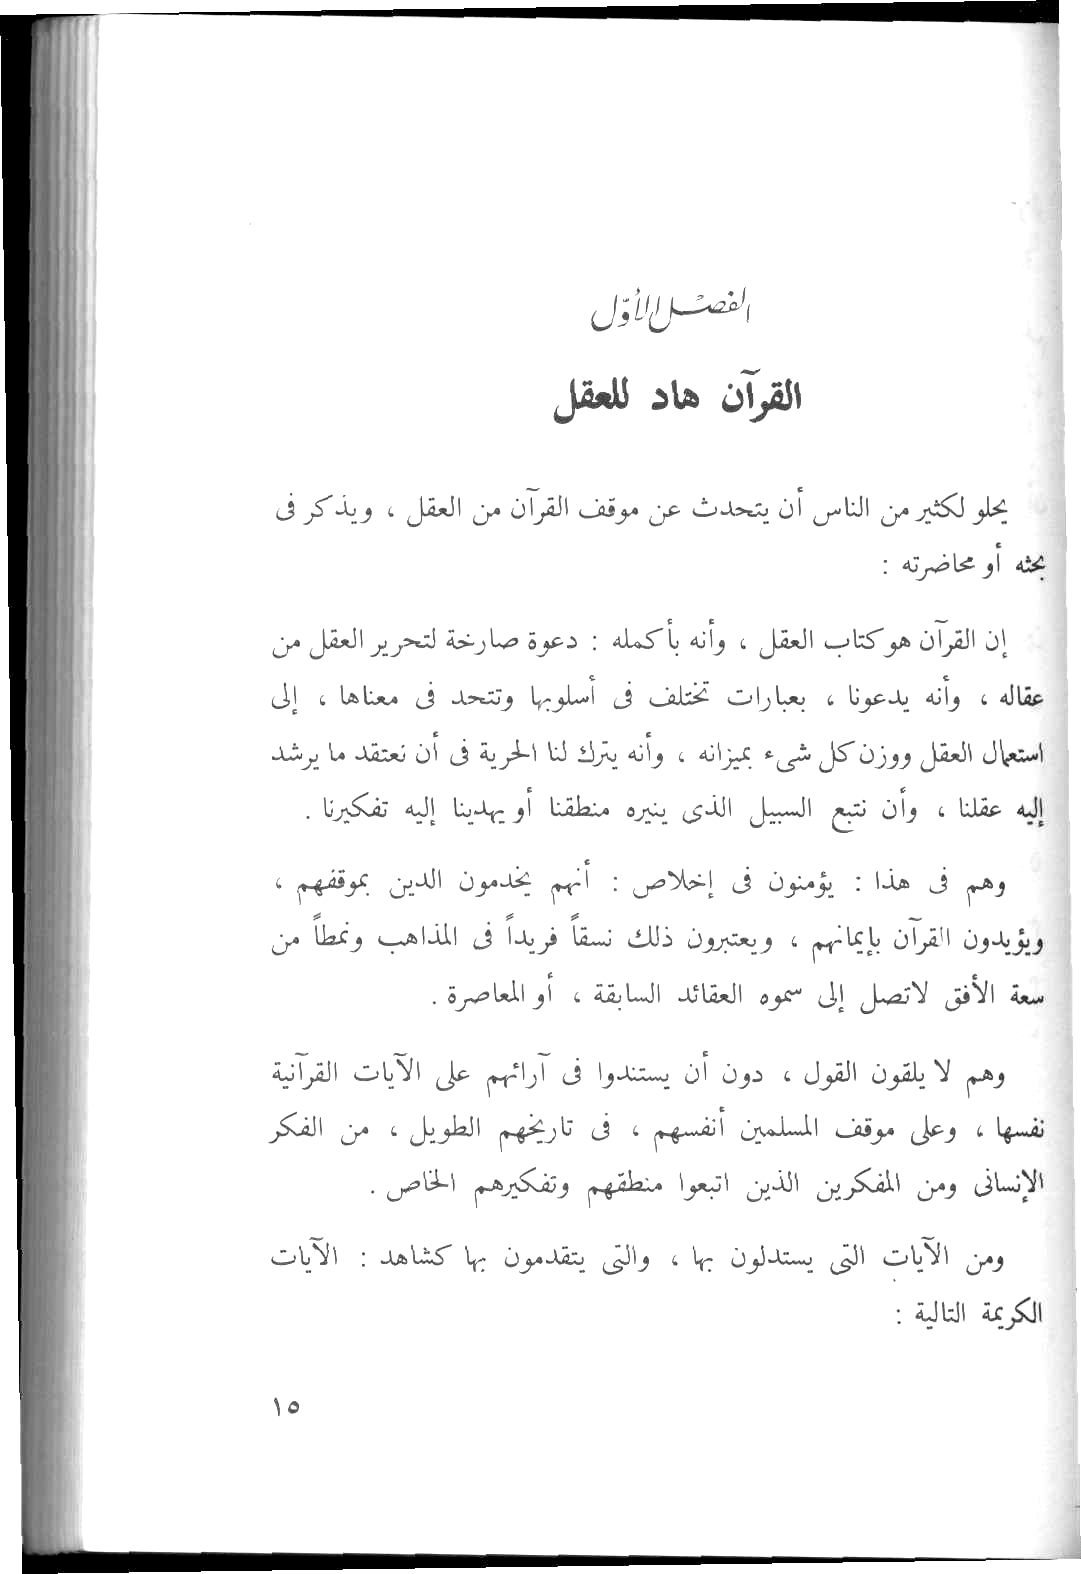 الفصل الأوّل
القرآن هاد للعقل
يحلو لكثير من الناس أن يتحدث عن موقف القرآن من العقل ، ويذكر فى
بحثه أو محاضرته :
إن القرآن هو كتاب العقل ، وأنه بأكمله : دعوة صارخة لتحرير العقل من
عقاله ، وأنه يدعونا ، بعبارات تختلف فى أسلوبها وتتحد فى معناها ، إلى
استعمال العقل ووزن كل شىء بميزانه ، وأنه يترك لنا الحرية فى أن نعتقد ما يرشد
إليه عقلنا ، وأن نتبع السبيل الذى ينيره منطقنا أو يهدينا إليه تفكيرنا .
وهم فى هذا : يؤمنون فى إخلاص : أنهم يخدمون الدين بموقفهم ،
ويؤيدون القرآن بإيمانهم ، ويعتبرون ذلك نسقاً فريداً فى المذاهب ونمطاً من
سعة الأفق لاتصل إلى سموه العقائد السابقة ، أو المعاصرة .
وهم لا يلقون القول ، دون أن يستندوا فى آرائهم على الآيات القرآنية
نفسها ، وعلى موقف المسلمين أنفسهم ، فى تاريخهم الطويل ، من الفكر
الإنسانى ومن المفكرين الذين اتبعوا منطقهم وتفكيرهم الخاص .
ومن الآيات التى يستدلون بها ، والتى يتقدمون بها كشاهد : الآيات
الكريمة التالية :
١٥